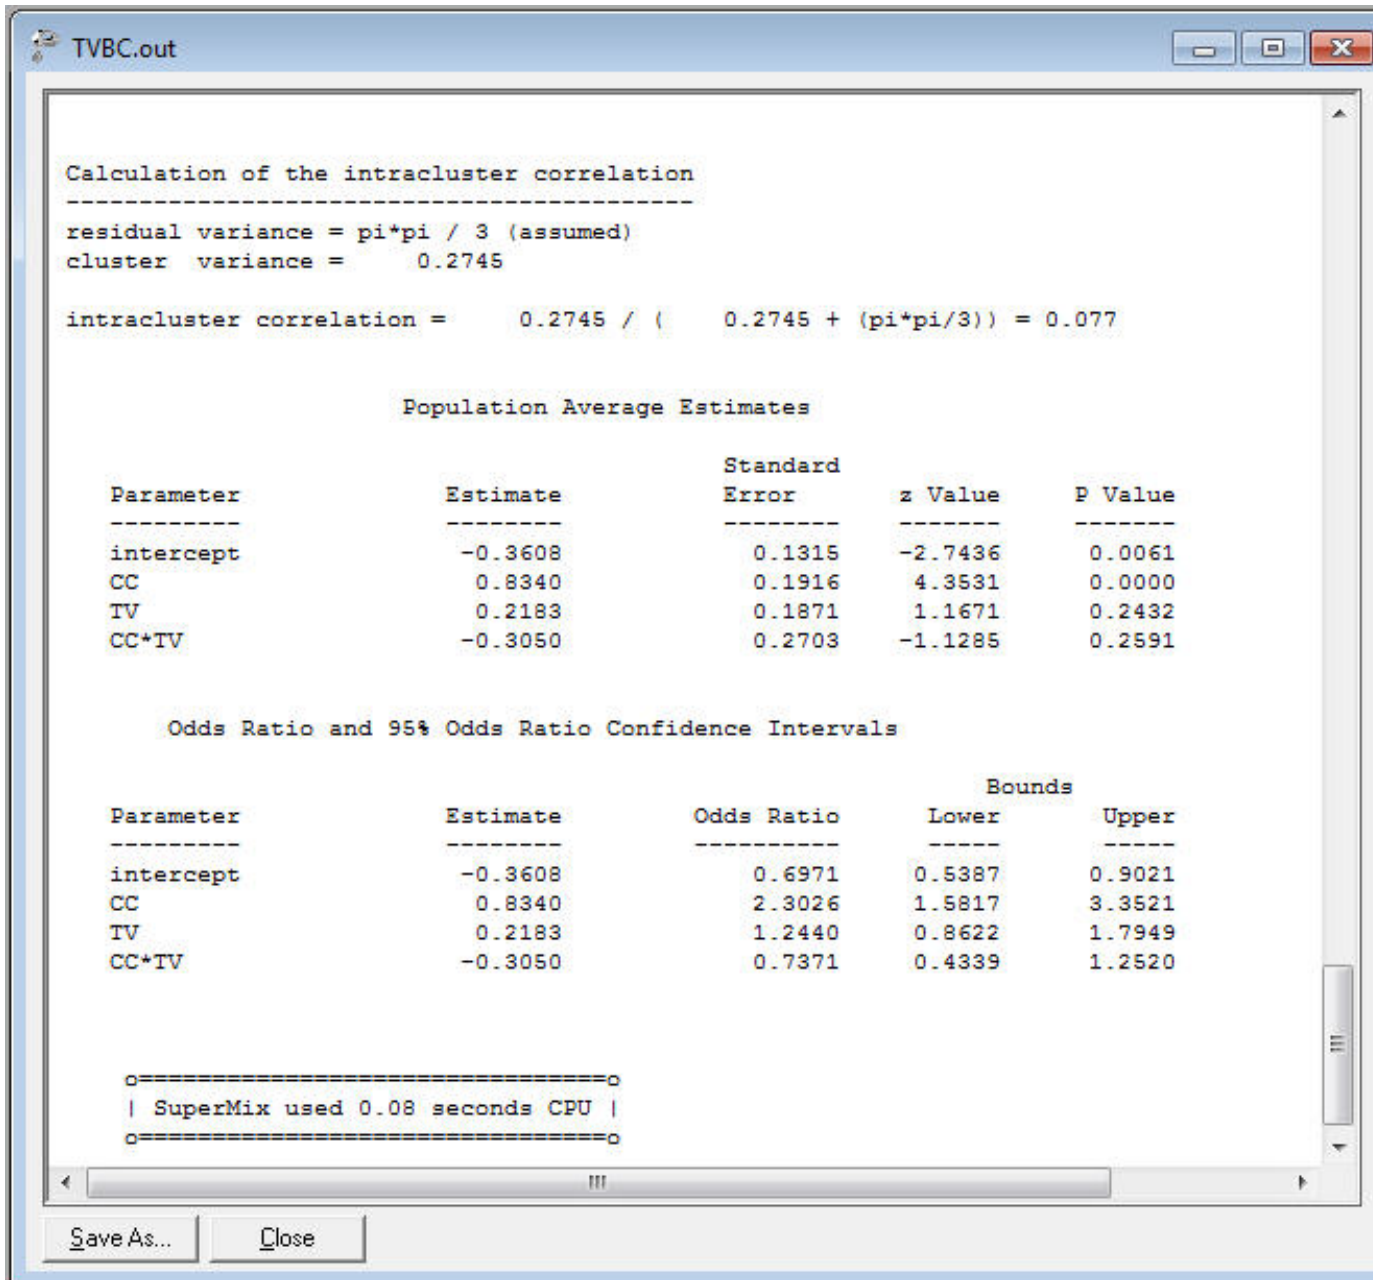 TVBC.out
Calculation of the intracluster correlation
-------------------------------------------
residual variance = pi*pi / 3 (assumed)
cluster  variance =     0.2745
intracluster correlation =     0.2745 / (    0.2745 + (pi*pi/3)) = 0.077
Population Average Estimates
Standard
Parameter Estimate Error z Value P Value
--------- -------- -------- ------- -------
intercept -0.3608 0.1315 -2.7436 0.0061
CC 0.8340 0.1916 4.3531 0.0000
TV 0.2183 0.1871 1.1671 0.2432
CC*TV -0.3050 0.2703 -1.1285 0.2591
Odds Ratio and 95% Odds Ratio Confidence Intervals
Bounds
Parameter Estimate Odds Ratio Lower Upper
--------- -------- ---------- ----- -----
intercept -0.3608 0.6971 0.5387 0.9021
CC 0.8340 2.3026 1.5817 3.3521
TV 0.2183 1.2440 0.8622 1.7949
CC*TV -0.3050 0.7371 0.4339 1.2520
o================================o
| SuperMix used 0.08 seconds CPU |
o================================o
Save As... Close